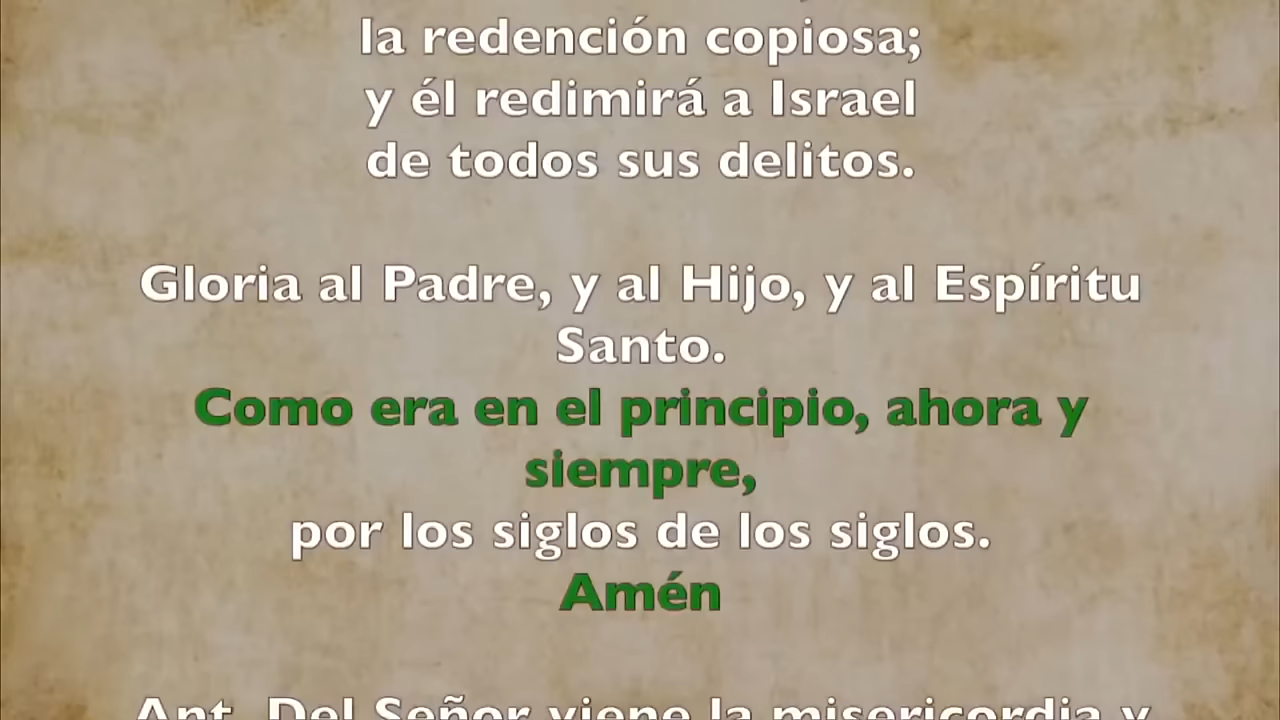 la redención copiosa;
y él redimirá a Israel
de todos sus delitos.
Gloria al Padre, y al Hijo, y al Espíritu
Santo.
Como era en el principio, ahora y
siempre,
por los siglos de los siglos.
Amén
Ant. Del Señor viene la misericordia y